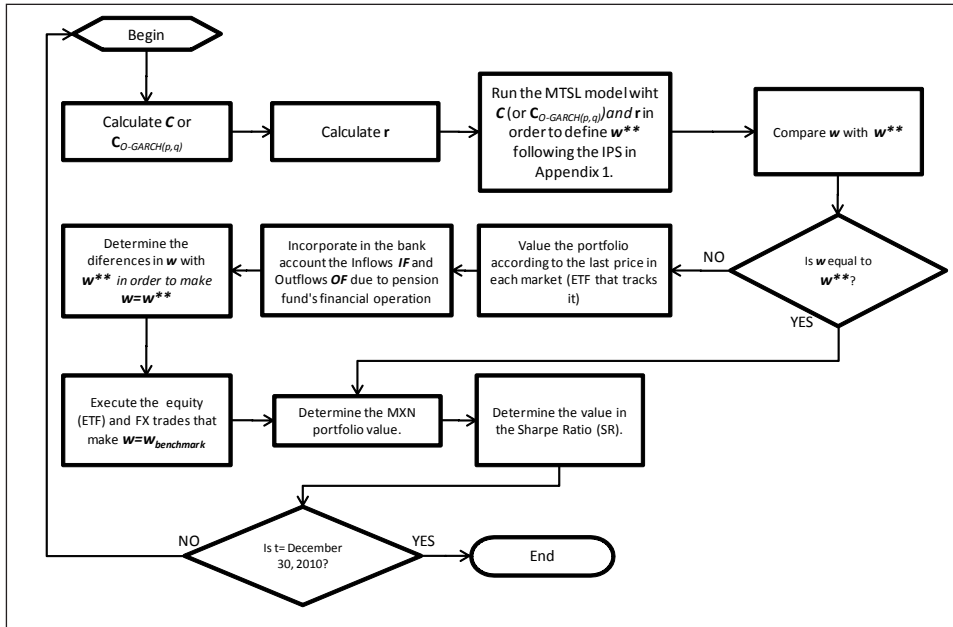 Begin
Calculate C or
C O-GARCH(p,q)
Calculate r
Run the MTSL model wiht
C (or C O-GARCH(p,q)) and r in
order to define w**
following the IPS in
Appendix 1.
Compare w with w**
Is w equal to
w**?
NO
YES
Value the portfolio
according to the last price in
each market (ETF that tracks
it)
Incorporate in the bank
account the Inflows IF and
Outflows OF due to pension
fund's financial operation
Determine the
diferences in w with
w** in order to make
w=w**
Execute the equity
(ETF) and FX trades that
make w=w benchmark
Determine the MXN
portfolio value.
Determine the value in
the Sharpe Ratio (SR).
Is t= December
30, 2010?
NO
YES
End